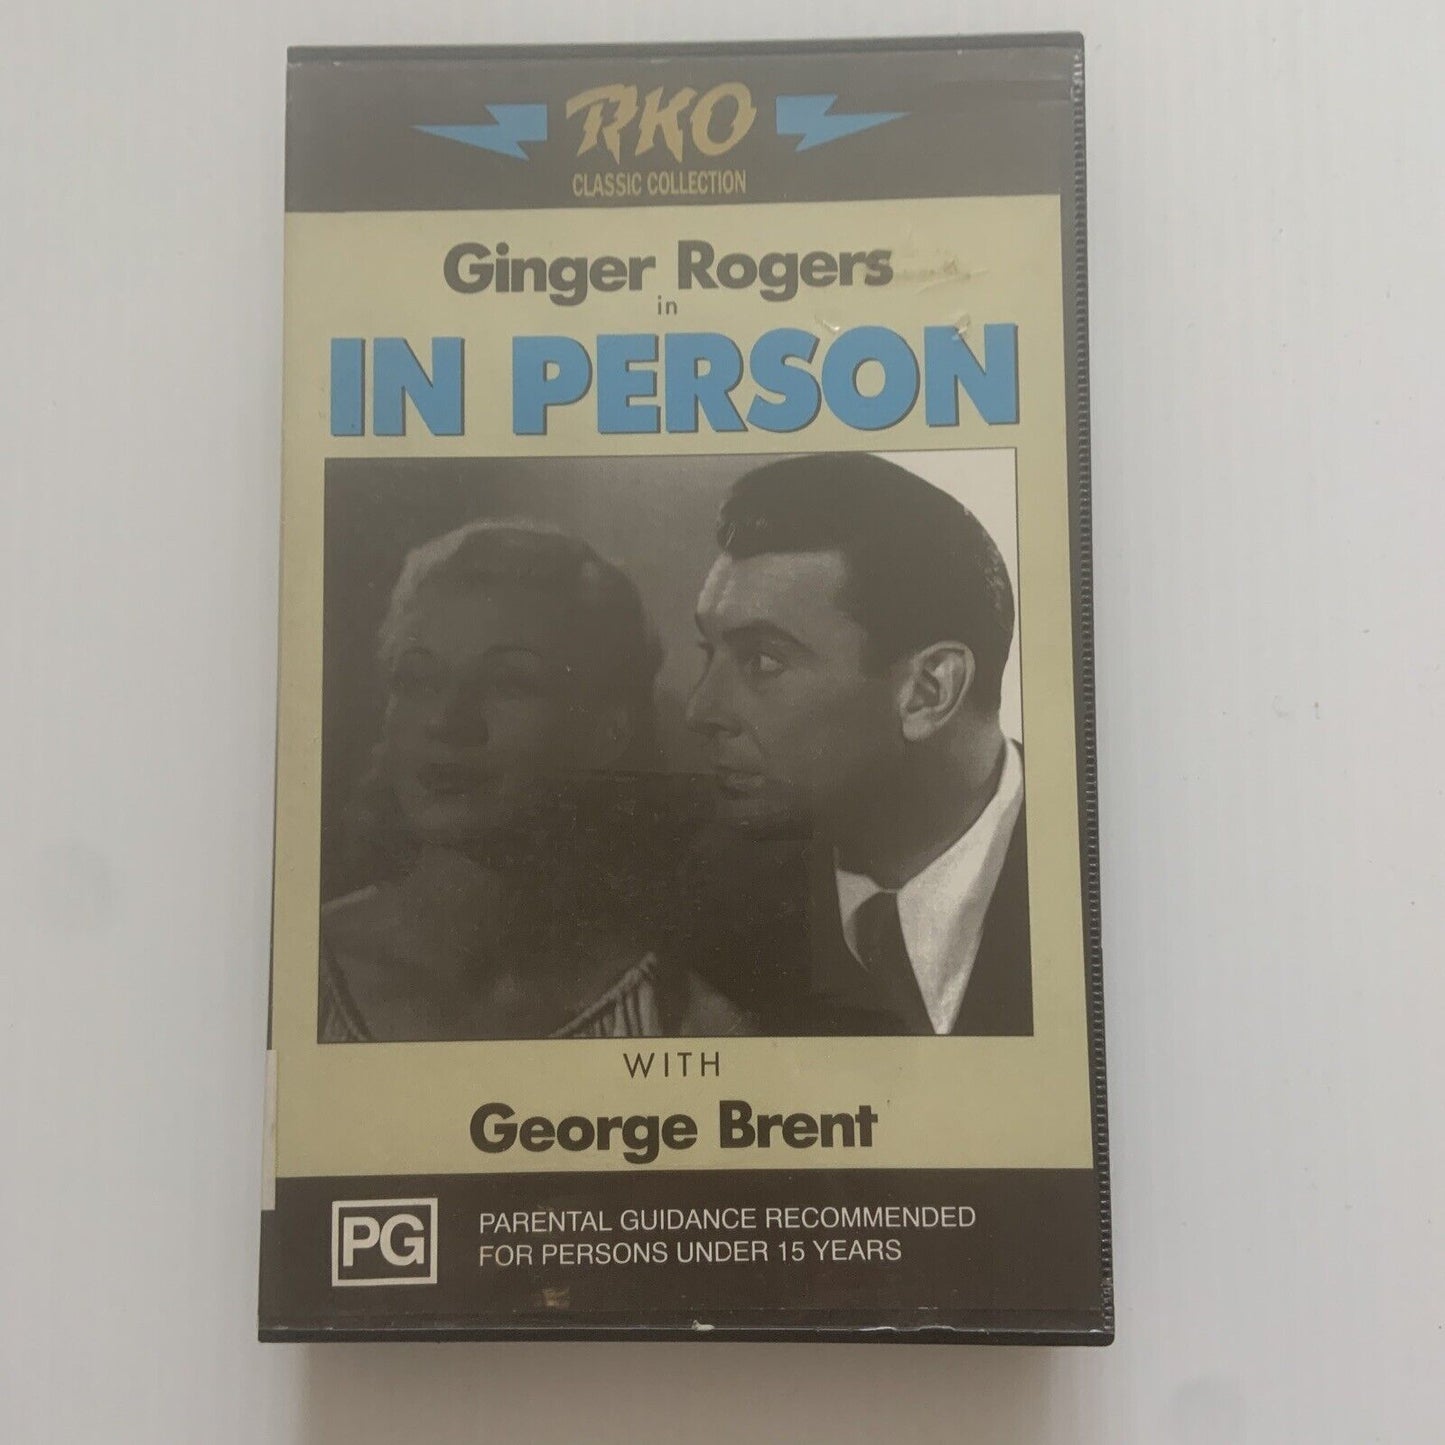 RKO
CLASSIC COLLECTION
Ginger Rogers
in
IN PERSON
WITH
George Brent
PG
PARENTAL GUIDANCE RECOMMENDED
FOR PERSONS UNDER 15 YEARS